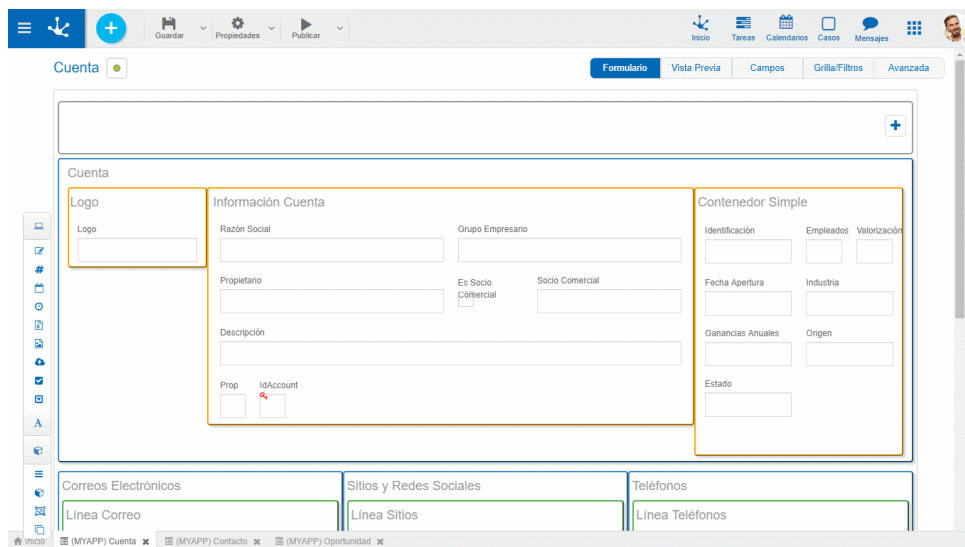 Guardar
Propiedades
Publicar
Inicio
Tareas
Calendarios
Casos
Mensajes
Cuenta
Formulario
Vista Previa
Campos
Grilla/Filtros
Avanzada
Cuenta
Logo
Logo
Información Cuenta
Razón Social
Grupo Empresario
Propietario
Es Socio
Comercial
Socio Comercial
Descripción
Prop
IdAccount
Contenedor Simple
Identificación
Empleados
Valorización
Fecha Apertura
Industria
Ganancias Anuales
Origen
Estado
Correos Electrónicos
Sitios y Redes Sociales
Teléfonos
Línea Correo
Línea Sitios
Línea Teléfonos
A
Inicio
(MYAPP) Cuenta
(MYAPP) Contacto
(MYAPP) Oportunidad